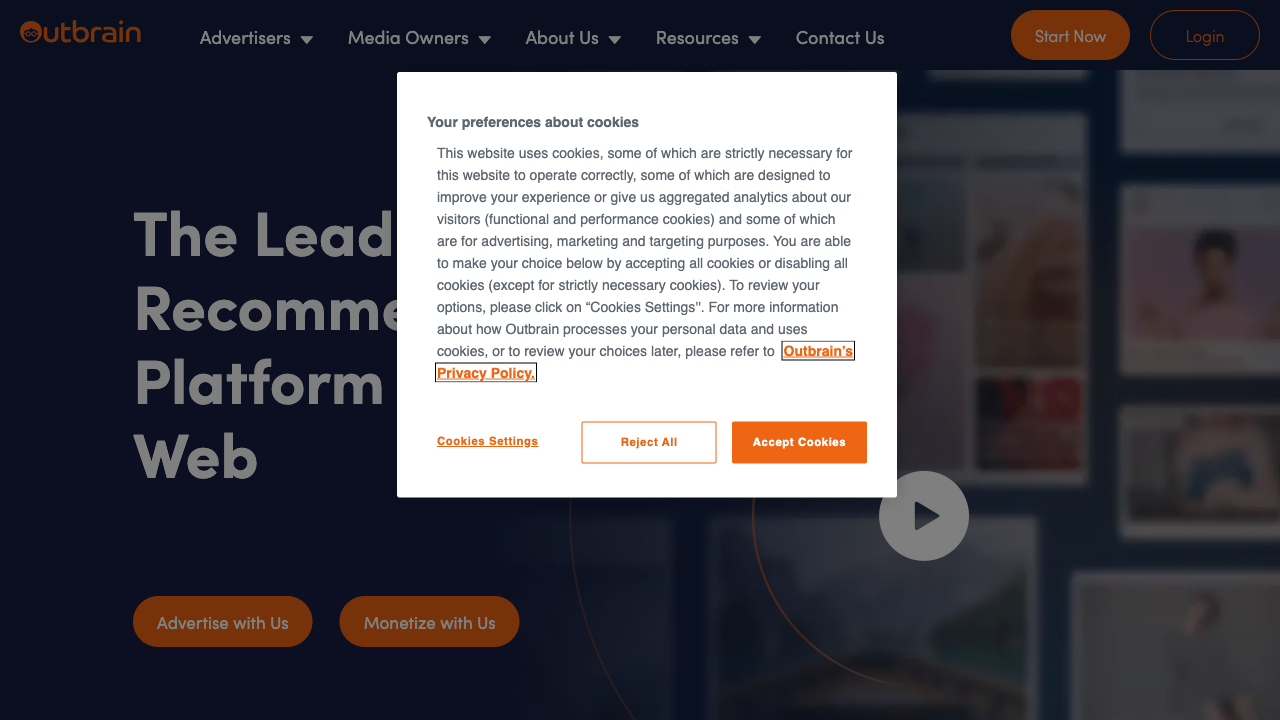 Outbrain
Advertisers
Media Owners
About Us
Resources
Contact Us
Start Now
Login
Your preferences about cookies
This website uses cookies, some of which are strictly necessary for
this website to operate correctly, some of which are designed to
improve your experience or give us aggregated analytics about our
visitors (functional and performance cookies) and some of which
are for advertising, marketing and targeting purposes. You are able
to make your choice below by accepting all cookies or disabling all
cookies (except for strictly necessary cookies). To review your
options, please click on “Cookies Settings". For more information
about how Outbrain processes your personal data and uses
cookies, or to review your choices later, please refer to Outbrain’s
Privacy Policy.
Cookies Settings
Reject All
Accept Cookies
The Lead
Recomme
Platform
Web
Advertise with Us
Monetize with Us